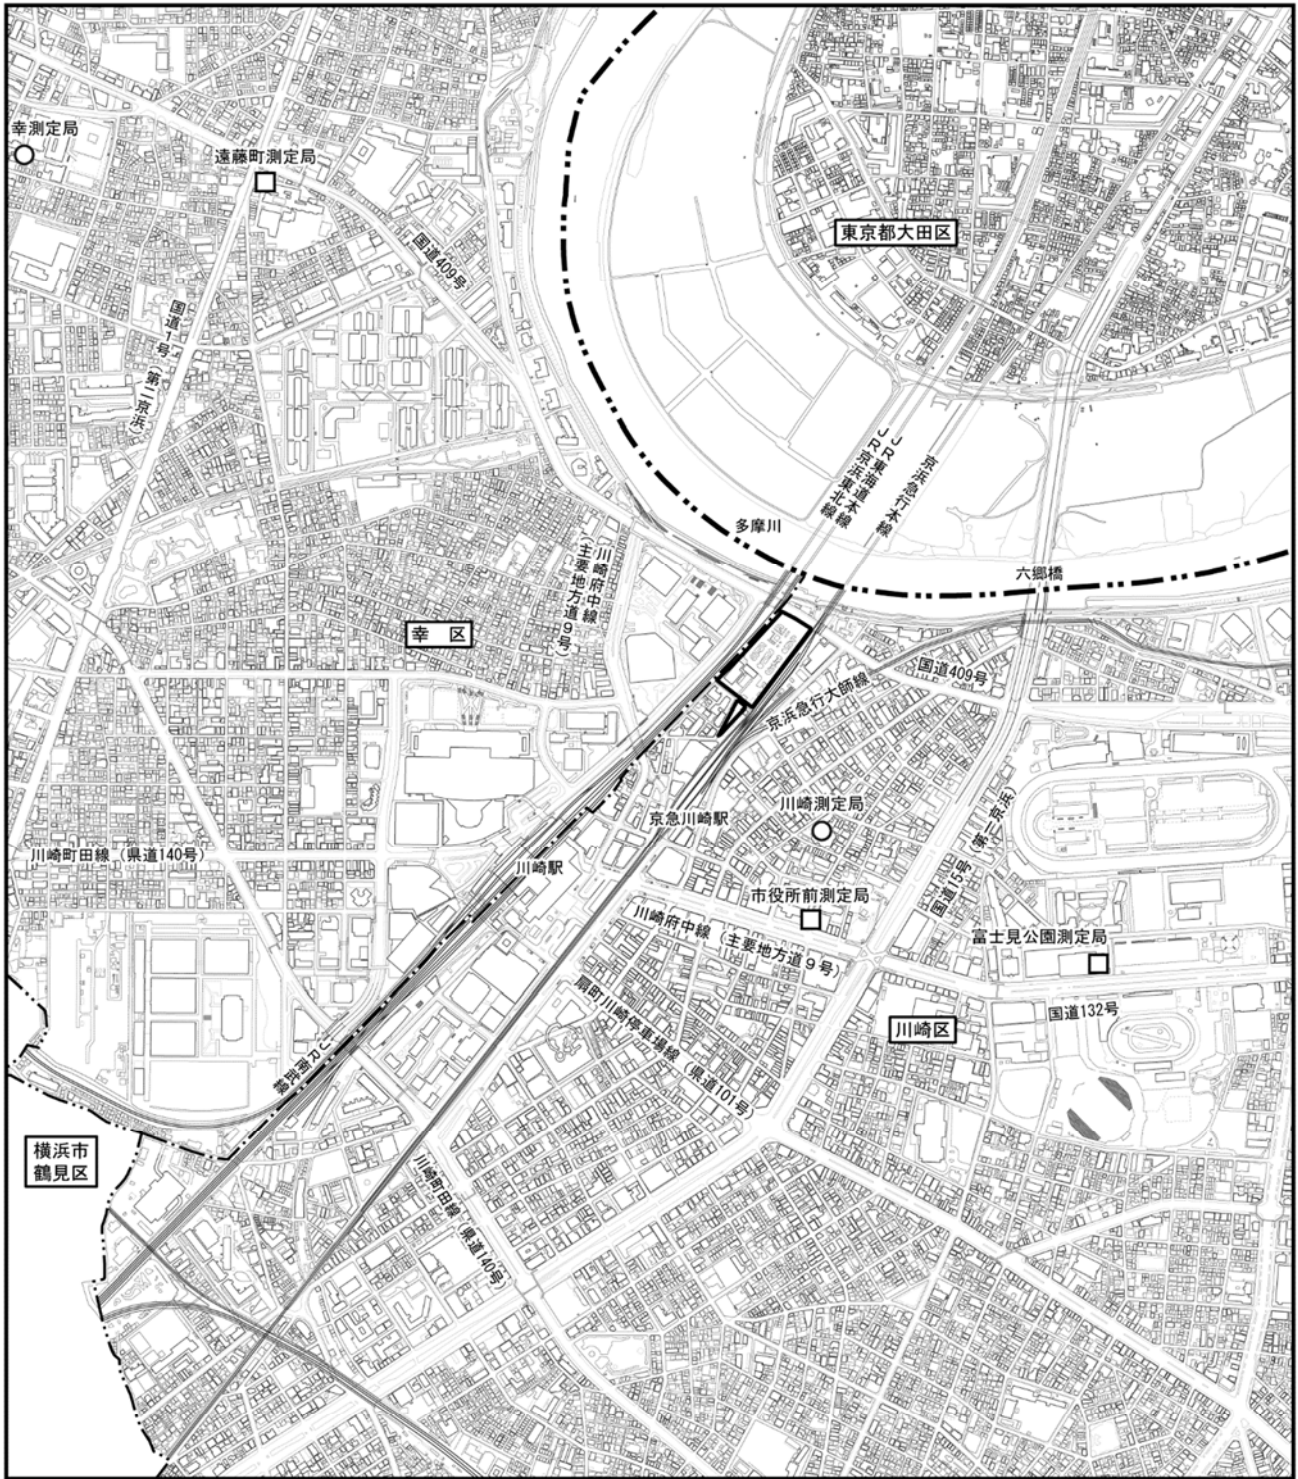 幸測定局
遠藤町測定局
東京都大田区
国道409号
国道1号（第二京浜）
JR東海道本線
JR京浜東北線
京浜急行本線
多摩川
六郷橋
川崎府中線
（主要地方道9号）
幸 区
国道409号
京浜急行大師線
川崎測定局
京急川崎駅
国道15号（第一京浜）
川崎町田線（県道140号）
川崎駅
市役所前測定局
川崎府中線（主要地方道9号）
富士見公園測定局
扇町川崎停車場線（県道101号）
川崎区
国道132号
JR南武線
横浜市
鶴見区
川崎町田線（県道140号）